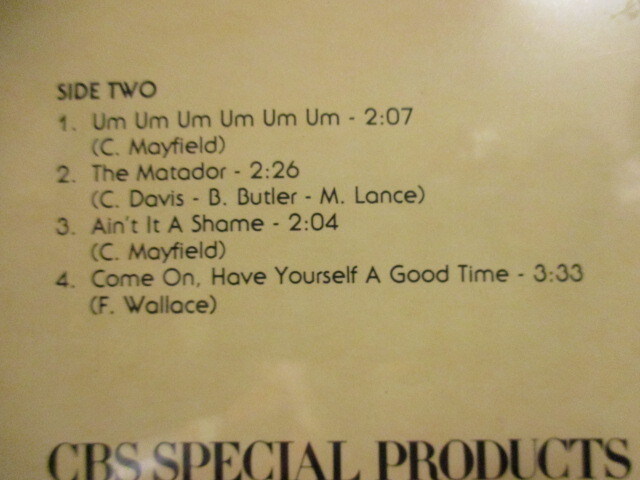 SIDE TWO
1. Um Um Um Um Um Um - 2:07
(C. Mayfield)
2. The Matador - 2:26
(C. Davis - B. Butler - M. Lance)
3. Ain't It A Shame - 2:04
(C. Mayfield)
4. Come On, Have Yourself A Good Time - 3:33
(F. Wallace)
CBS SPECIAL PRODUCTS